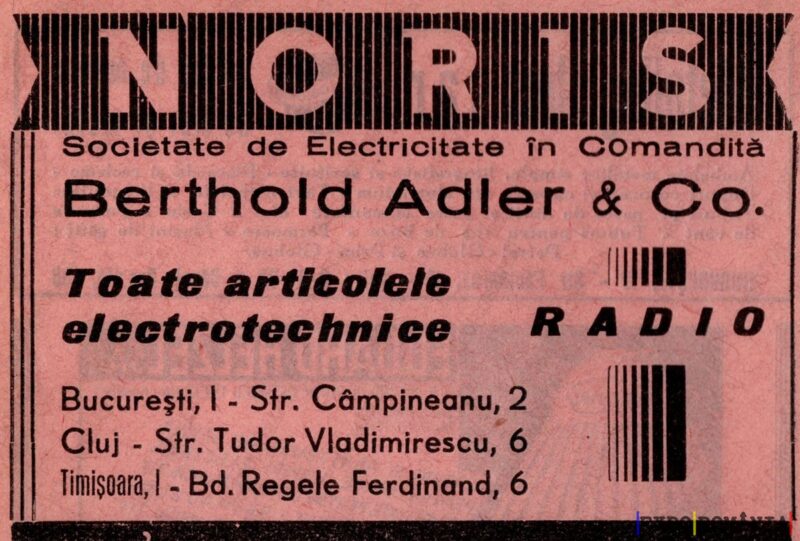 NORIS
Societate de Electricitate în COmandită
Berthold Adler & Co.
Toate articolele
electrotechnice
RADIO
Bucureşti, I - Str. Câmpineanu, 2
Cluj - Str. Tudor Vladimirescu, 6
Timişoara, I - Bd. Regele Ferdinand, 6